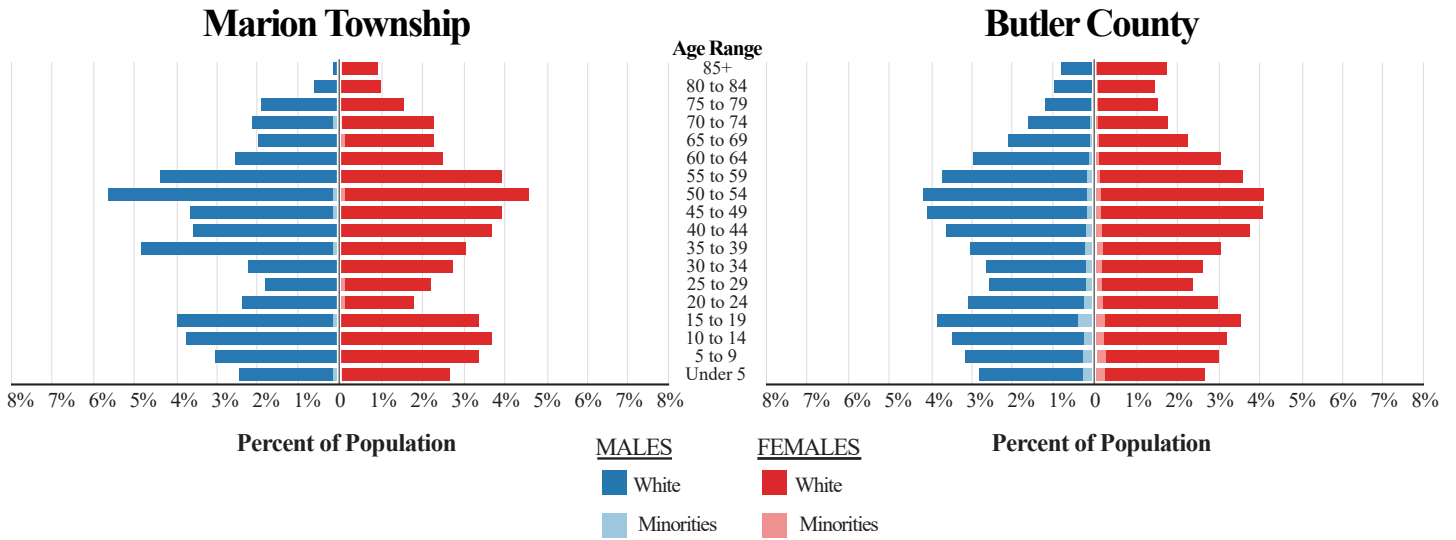 Marion Township
Butler County
Age Range
85+
80 to 84
75 to 79
70 to 74
65 to 69
60 to 64
55 to 59
50 to 54
45 to 49
40 to 44
35 to 39
30 to 34
25 to 29
20 to 24
15 to 19
10 to 14
5 to 9
Under 5
8% 7% 6% 5% 4% 3% 2% 1% 0 1% 2% 3% 4% 5% 6% 7% 8%
8% 7% 6% 5% 4% 3% 2% 1% 0 1% 2% 3% 4% 5% 6% 7% 8%
Percent of Population
Percent of Population
MALES
White
Minorities
FEMALES
White
Minorities